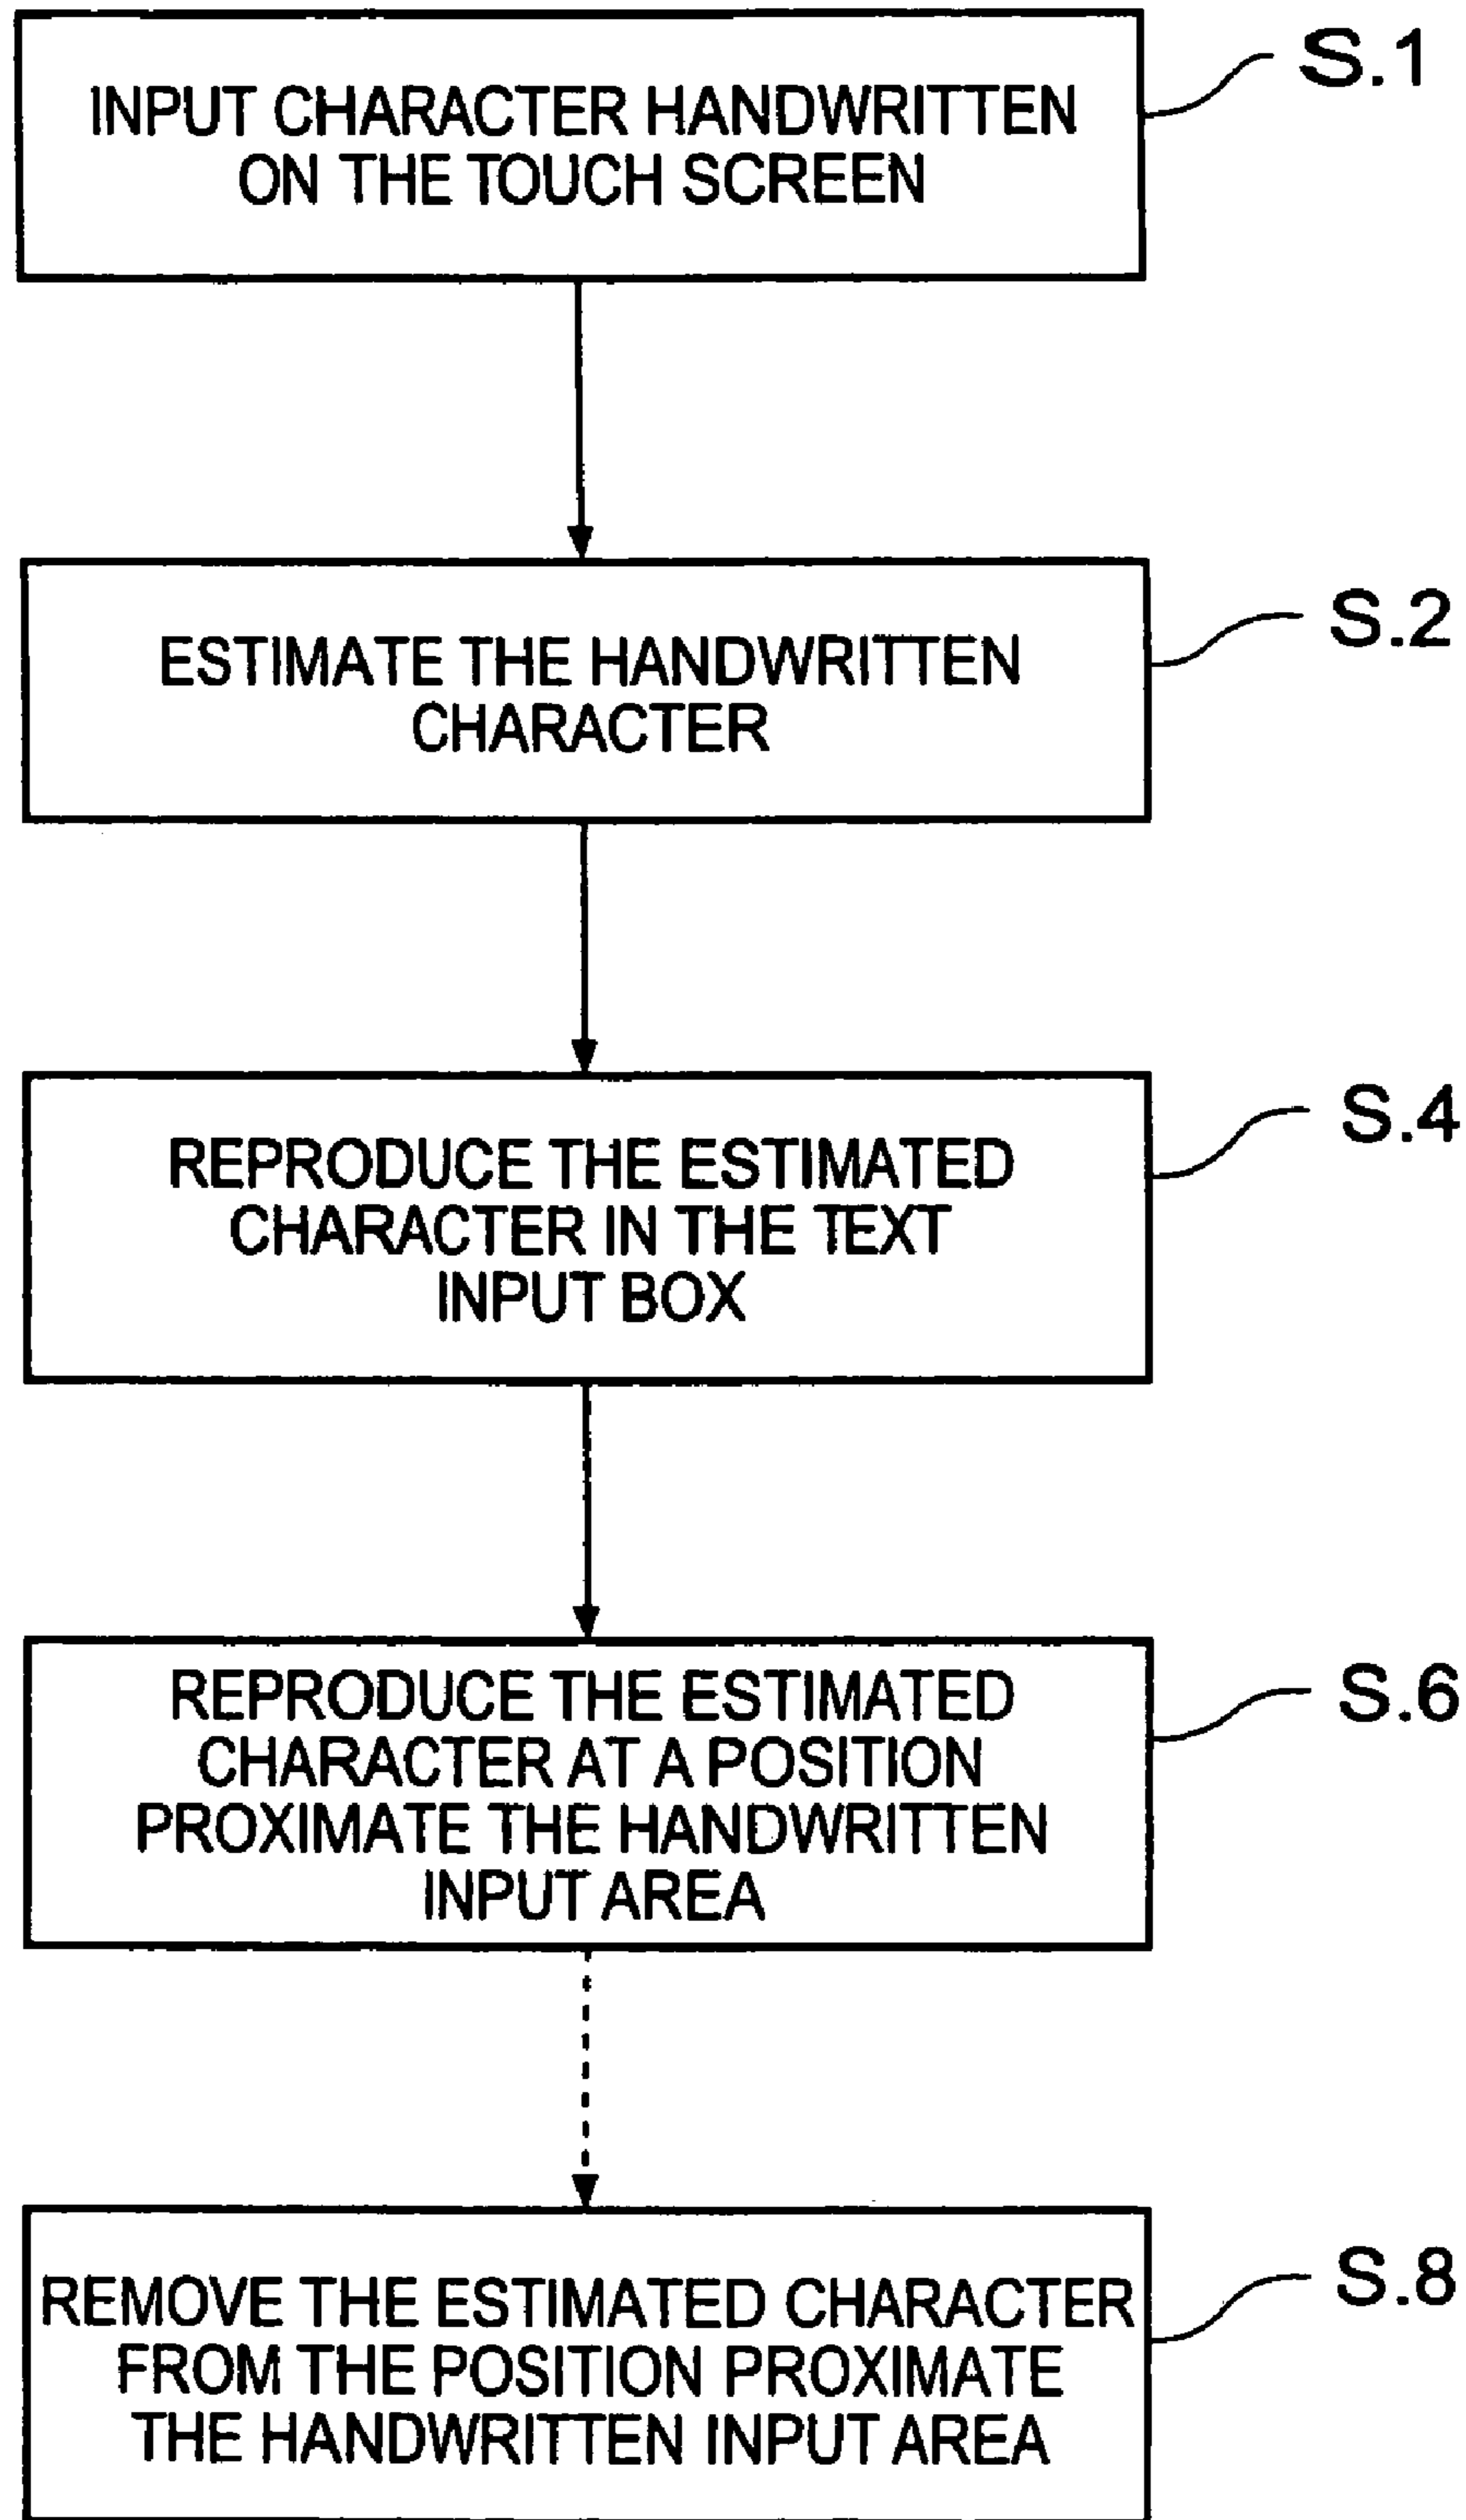 INPUT CHARACTER HANDWRITTEN
ON THE TOUCH SCREEN
S.1
ESTIMATE THE HANDWRITTEN
CHARACTER
S.2
REPRODUCE THE ESTIMATED
CHARACTER IN THE TEXT
INPUT BOX
S.4
REPRODUCE THE ESTIMATED
CHARACTER AT A POSITION
PROXIMATE THE HANDWRITTEN
INPUT AREA
S.6
REMOVE THE ESTIMATED CHARACTER
FROM THE POSITION PROXIMATE
THE HANDWRITTEN INPUT AREA
S.8